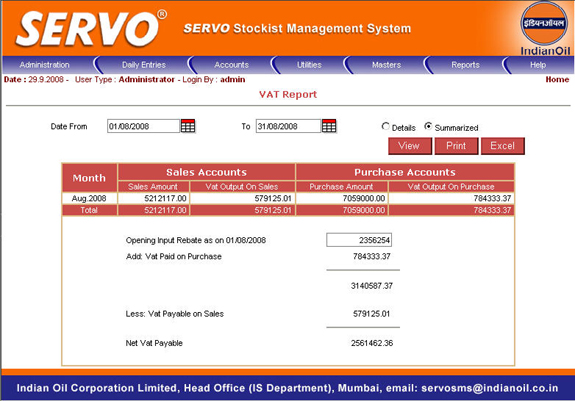 SERVO®
SERVO Stockist Management System
इंडियनऑयल
IndianOil
Administration Daily Entries Accounts Utilities Masters Reports Help
Date : 29.9.2008 - User Type : Administrator - Login By : admin Home
VAT Report
Date From 01/08/2008 To 31/08/2008 Details Summarized
View Print Excel
Month Sales Accounts Purchase Accounts
Sales Amount Vat Output On Sales Purchase Amount Vat Output On Purchase
Aug.2008 5212117.00 579125.01 7059000.00 784333.37
Total 5212117.00 579125.01 7059000.00 784333.37
Opening Input Rebate as on 01/08/2008 2356254
Add: Vat Paid on Purchase 784333.37
3140587.37
Less: Vat Payable on Sales 579125.01
Net Vat Payable 2561462.36
Indian Oil Corporation Limited, Head Office (IS Department), Mumbai, email: servosms@indianoil.co.in